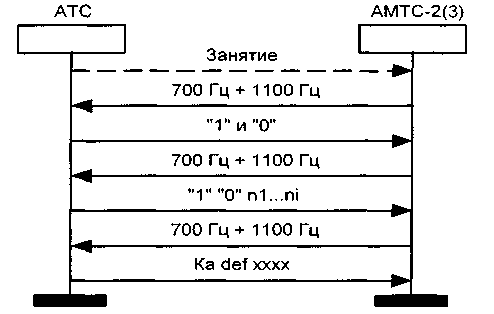 АТС
АМТС-2(3)
Занятие
700 Гц + 1100 Гц
"1" и "0"
700 Гц + 1100 Гц
"1" "0" n1...ni
700 Гц + 1100 Гц
Ka def xxxx